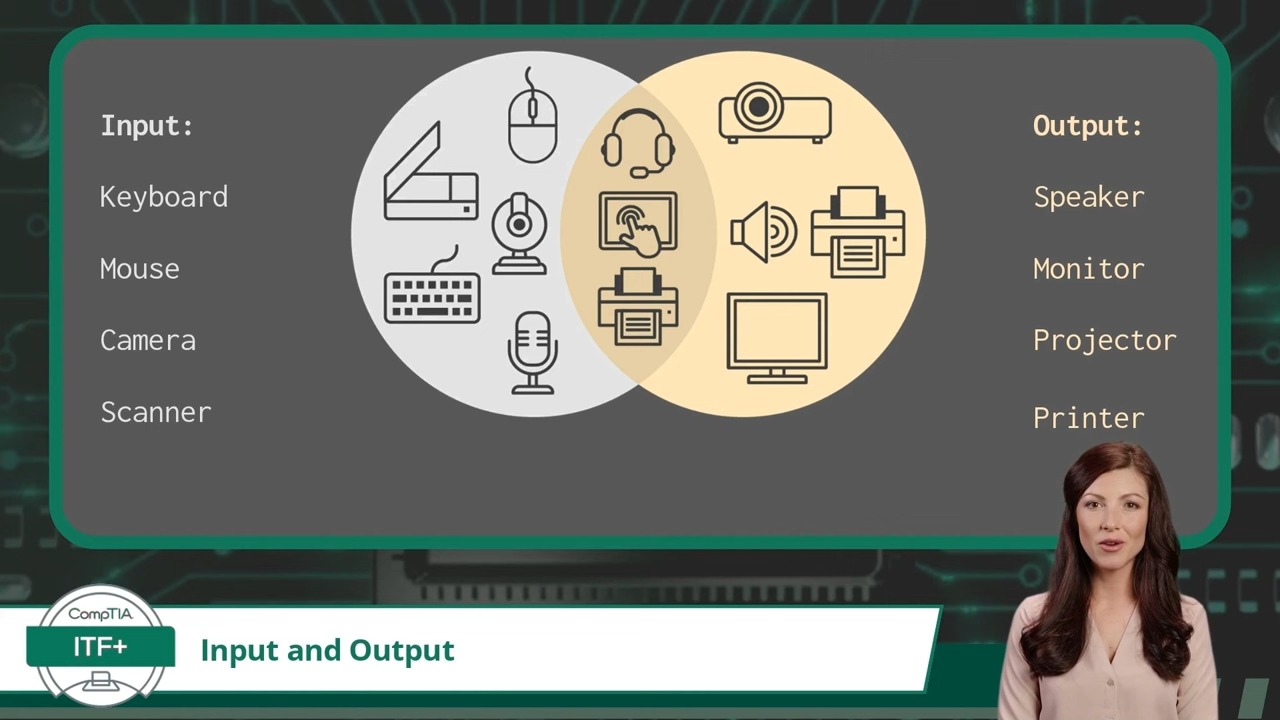 Input:
Keyboard
Mouse
Camera
Scanner
Output:
Speaker
Monitor
Projector
Printer
CompTIA
ITF+
Input and Output